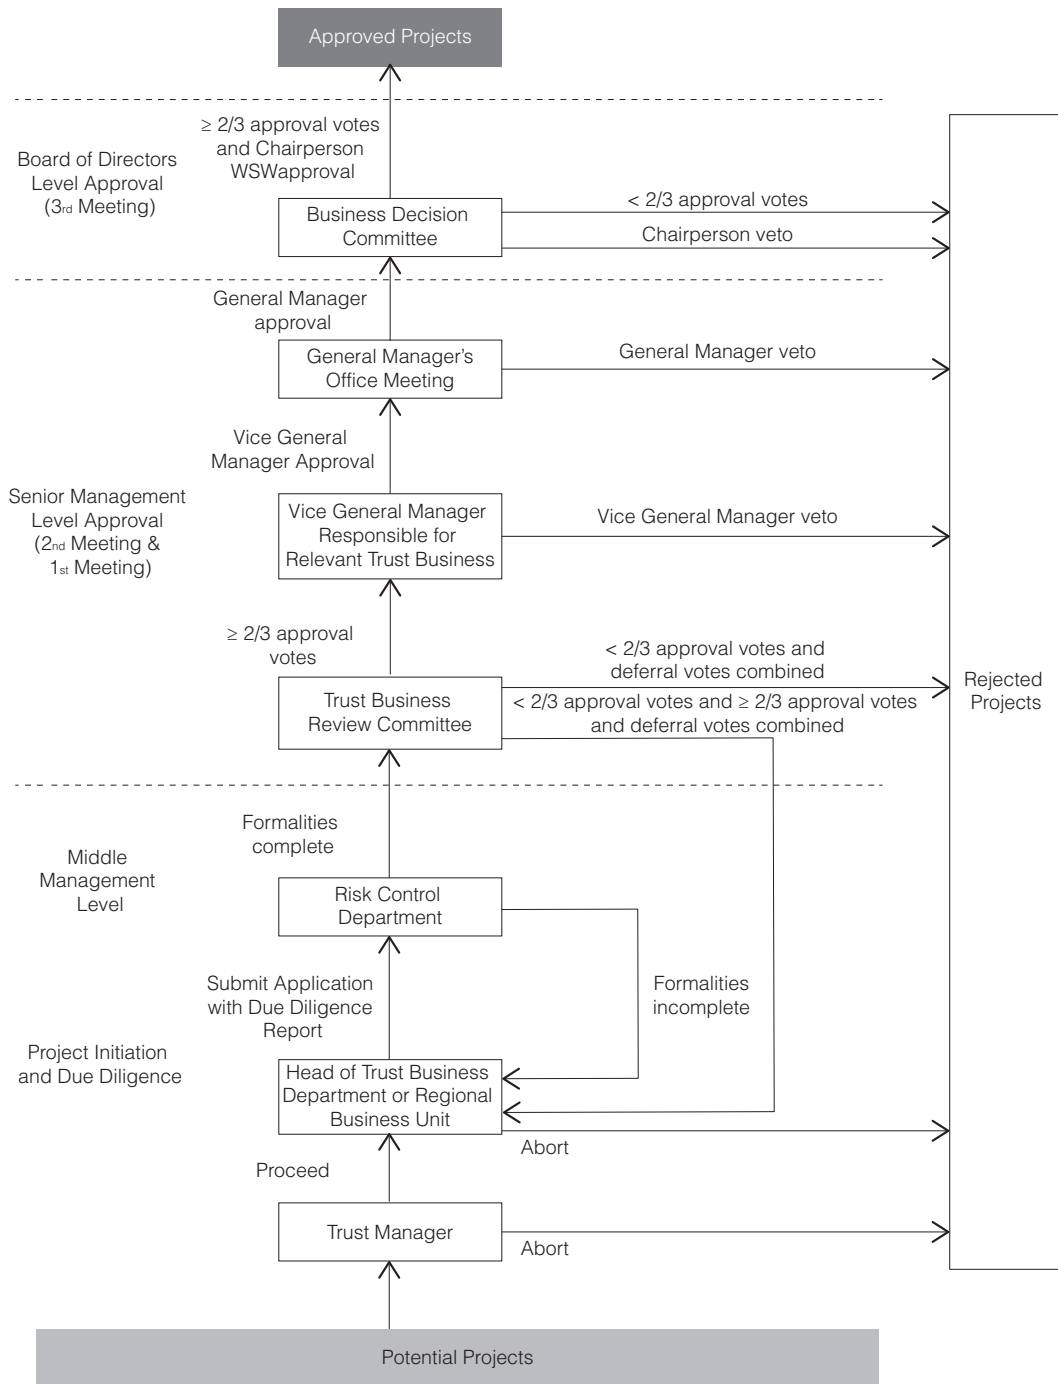 Approved Projects
≥ 2/3 approval votes
and Chairperson
WSWapproval
Board of Directors
Level Approval
(3rd Meeting)
Business Decision
Committee
< 2/3 approval votes
Chairperson veto
General Manager
approval
General Manager's
Office Meeting
General Manager veto
Vice General
Manager Approval
Senior Management
Level Approval
(2nd Meeting &
1st Meeting)
Vice General Manager
Responsible for
Relevant Trust Business
Vice General Manager veto
≥ 2/3 approval
votes
< 2/3 approval votes and
deferral votes combined
Trust Business
Review Committee
< 2/3 approval votes and ≥ 2/3 approval votes
and deferral votes combined
Rejected
Projects
Formalities
complete
Middle
Management
Level
Risk Control
Department
Submit Application
with Due Diligence
Report
Formalities
incomplete
Project Initiation
and Due Diligence
Head of Trust Business
Department or Regional
Business Unit
Abort
Proceed
Trust Manager
Abort
Potential Projects